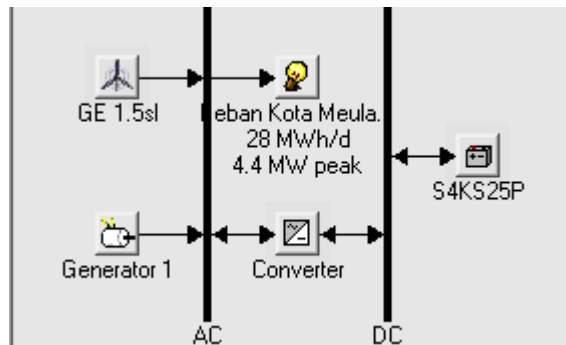 GE 1.5sl
eban Kota Meula.
28 MWh/d
4.4 MW peak
S4KS25P
Generator 1
Converter
AC
DC